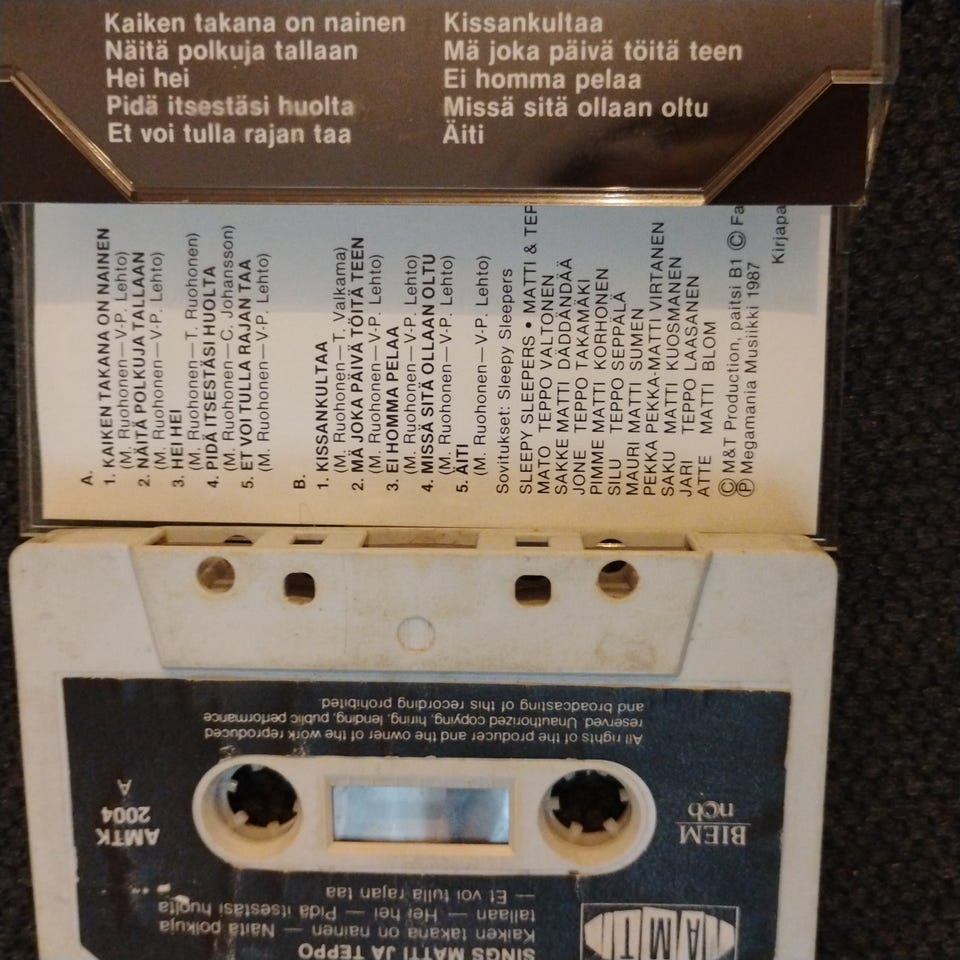 Kaiken takana on nainen
Näitä polkuja tallaan
Hei hei
Pidä itsestäsi huolta
Et voi tulla rajan taa
Kissankultaa
Mä joka päivä töitä teen
Ei homma pelaa
Missä sitä ollaan oltu
Äiti
A.
1. KAIKEN TAKANA ON NAINEN
(M. Ruohonen—V-P. Lehto)
2. NÄITÄ POLKUJA TALLAAN
(M. Ruohonen—V-P. Lehto)
3. HEI HEI
(M. Ruohonen—T. Ruohonen)
4. PIDÄ ITSESTÄSI HUOLTA
(M. Ruohonen—C. Johansson)
5. ET VOI TULLA RAJAN TAA
(M. Ruohonen—V-P. Lehto)
B.
1. KISSANKULTAA
(M. Ruohonen—T. Valkama)
2. MÄ JOKA PÄIVÄ TÖITÄ TEEN
(M. Ruohonen—V-P. Lehto)
3. EI HOMMA PELAA
(M. Ruohonen—V-P. Lehto)
4. MISSÄ SITÄ OLLAAN OLTU
(M. Ruohonen—V-P. Lehto)
5. ÄITI
(M. Ruohonen—V-P. Lehto)
Sovitukset: Sleepy Sleepers
SLEEPY SLEEPERS • MATTI & TEP
MATO TEPPO VALTONEN
SAKKE MATTI DÄDDÄNDÄÄ
JONE TEPPO TAKAMÄKI
PIMME MATTI KORHONEN
SILU TEPPO SEPPÄLÄ
MAURI MATTI SUMEN
PEKKA PEKKA-MATTI VIRTANEN
SAKU MATTI KUOSMANEN
JARI TEPPO LAASANEN
ATTE MATTI BLOM
© M&T Production, paitsi B1 © Fa
℗ Megamania Musiikki 1987
Kirjapa
All rights of the producer and the owner of the work reproduced
reserved. Unauthorized copying, hiring, lending, public performance
and broadcasting of this recording prohibited
AMTK
2004
A
BIEM
ncb
AMT
SINGS MATTI JA TEPPO
Kaiken takana on nainen — Näitä polkuja
tallaan — Hei hei — Pidä itsestäsi huolta
— Et voi tulla rajan taa